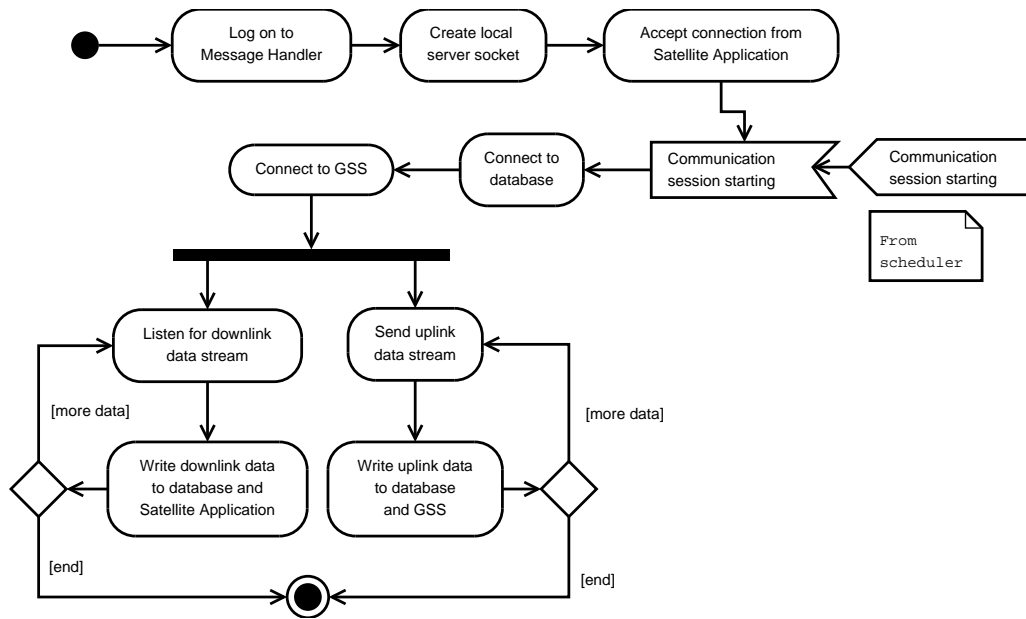 Log on to
Message Handler
Create local
server socket
Accept connection from
Satellite Application
Connect to GSS
Connect to
database
Communication
session starting
Communication
session starting
From
scheduler
Listen for downlink
data stream
Send uplink
data stream
[more data]
[more data]
Write downlink data
to database and
Satellite Application
Write uplink data
to database
and GSS
[end]
[end]